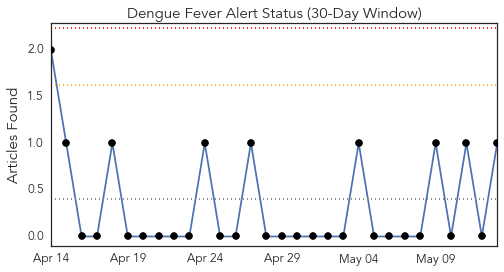 Dengue Fever Alert Status (30-Day Window)
Articles Found
2.0
1.5
1.0
0.5
0.0
Apr 14 Apr 19 Apr 24 Apr 29 May 04 May 09